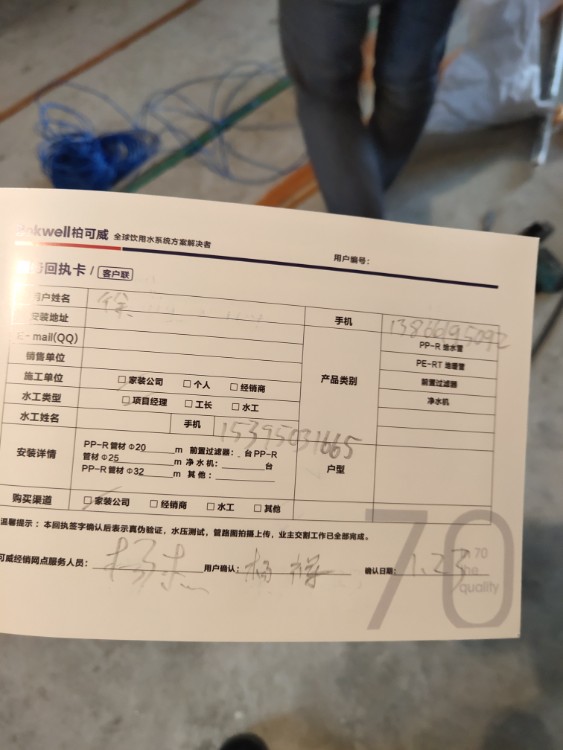 kwell柏可威 全球饮用水系统方案解决者
用户编号:
回执卡 / 客户联
用户姓名 徐 手机 13866950
安装地址 PP-R 给水管
E-mail(QQ) PE-RT 地暖管
销售单位 产品类别 前置过滤器
施工单位 □ 家装公司 □ 个人 □ 经销商 净水机
水工类型 □ 项目经理 □ 工长 □ 水工
水工姓名 手机 15395031665
安装详情 户型
PP-R管材 Φ20 m 前置过滤器: 台 PP-R
管材 Φ25 m 净水机: 台
PP-R管材 Φ32 m 其他:
购买渠道 □ 家装公司 □ 经销商 □ 水工 □ 其他
温馨提示：本回执签字确认后表示真伪验证，水压测试，管路图拍摄上传，业主交割工作已全部完成。
可威经销网点服务人员: 杨 用户确认: 杨 确认日期: 1.23
70
70
the
quality